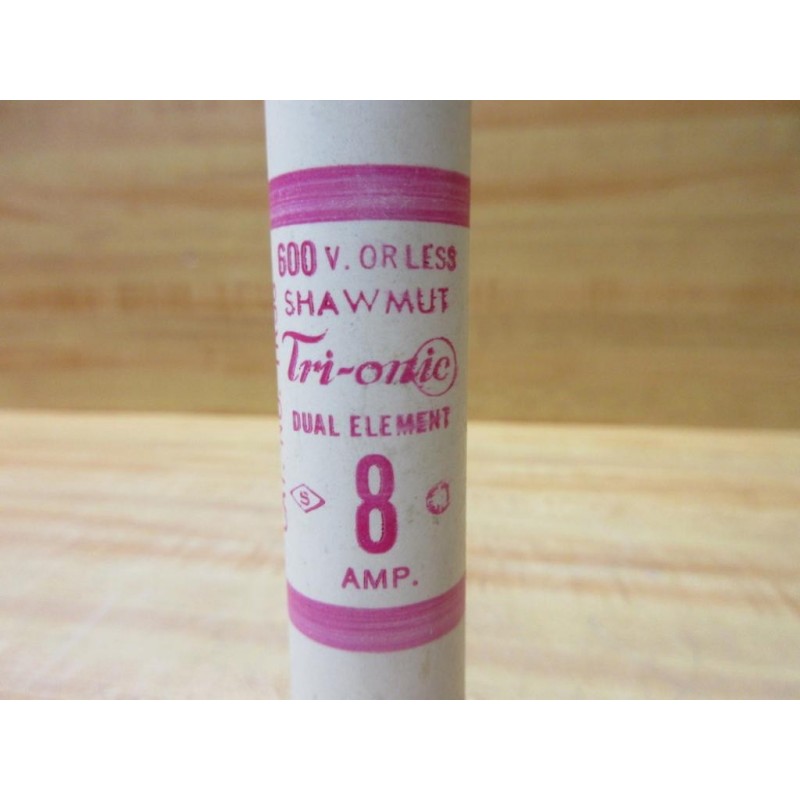 600 V. OR LESS
SHAWMUT
Tri-onic
DUAL ELEMENT
S
8
AMP.